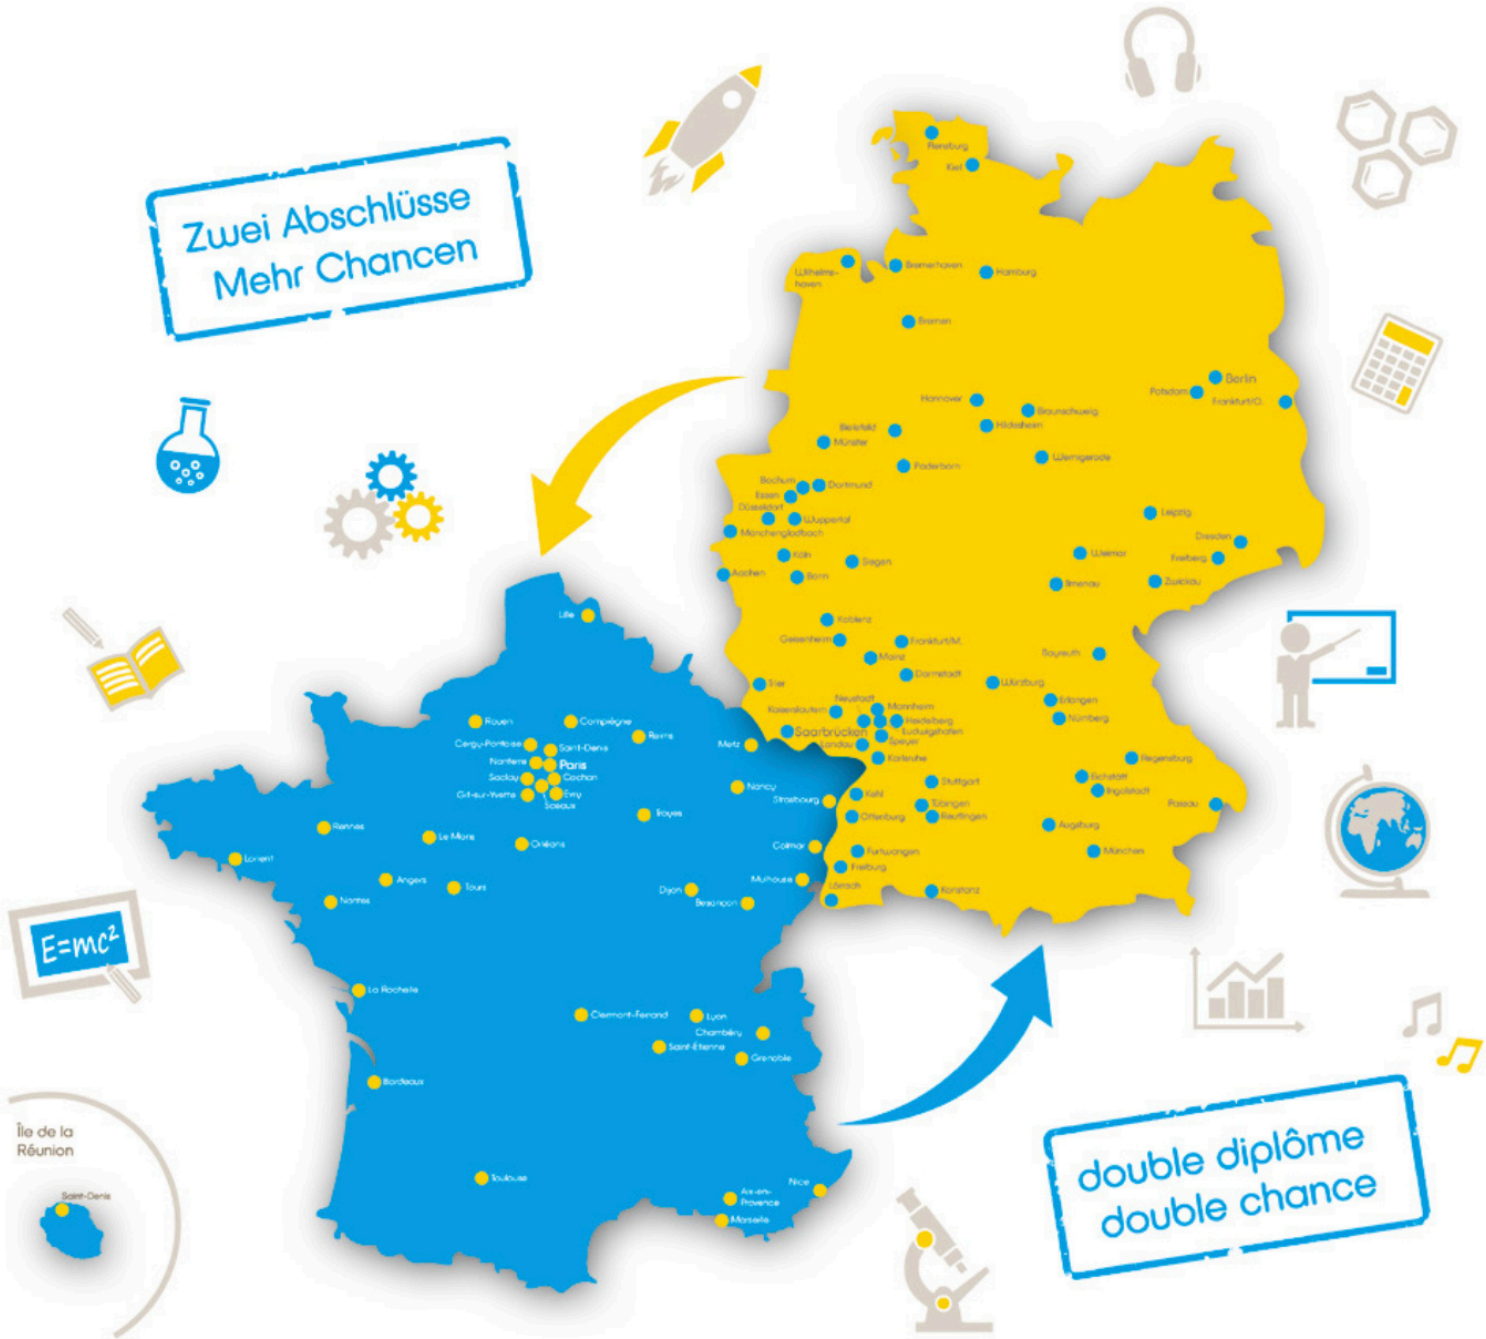 Zwei Abschlüsse
Mehr Chancen
Flensburg
Kiel
Wilhelms-
haven
Bremerhaven
Hamburg
Bremen
Berlin
Potsdam
Frankfurt/O.
Hannover
Braunschweig
Hildesheim
Bielefeld
Münster
Paderborn
Wernigerode
Bochum
Dortmund
Essen
Düsseldorf
Wuppertal
Mönchengladbach
Leipzig
Dresden
Freiberg
Weimar
Köln
Siegen
Aachen
Bonn
Ilmenau
Zwickau
Koblenz
Geisenheim
Frankfurt/M.
Mainz
Bayreuth
Darmstadt
Trier
Würzburg
Erlangen
Nürnberg
Neustadt
Kaiserslautern
Mannheim
Heidelberg
Ludwigshafen
Saarbrücken
Speyer
Landau
Karlsruhe
Regensburg
Eichstätt
Ingolstadt
Stuttgart
Kehl
Tübingen
Reutlingen
Offenburg
Passau
Augsburg
München
Furtwangen
Freiburg
Lörrach
Konstanz
Lille
Rouen
Compiègne
Reims
Metz
Cergy-Pontoise
Saint-Denis
Nanterre
Paris
Saclay
Cachan
Gif-sur-Yvette
Evry
Sceaux
Nancy
Strasbourg
Troyes
Rennes
Le Mans
Orléans
Colmar
Lorient
Angers
Tours
Mulhouse
Dijon
Besançon
Nantes
E=mc²
La Rochelle
Clermont-Ferrand
Lyon
Chambéry
Saint-Étienne
Grenoble
Bordeaux
Île de la
Réunion
Saint-Denis
Toulouse
Aix-en-
Provence
Nice
Marseille
double diplôme
double chance